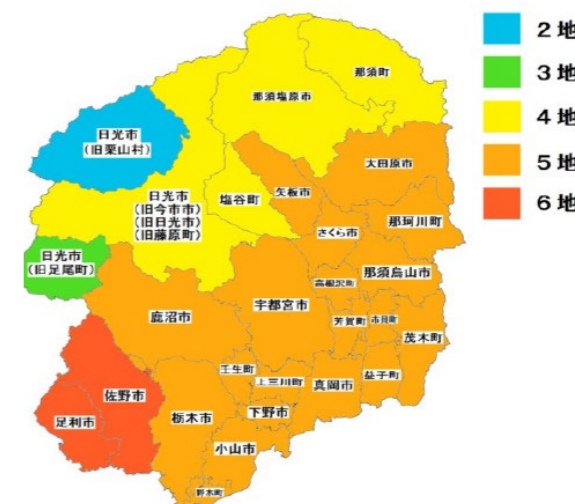 2 地
3 地
4 地
5 地
6 地
那須町
那須塩原市
日光市
(旧栗山村)
大田原市
日光市
(旧今市市)
(旧日光市)
(旧藤原町)
塩谷町
矢板市
那珂川町
さくら市
日光市
(旧足尾町)
那須烏山市
高根沢町
宇都宮市
鹿沼市
芳賀町
市貝町
茂木町
壬生町
上三川町
真岡市
益子町
佐野市
足利市
栃木市
下野市
小山市
野木町